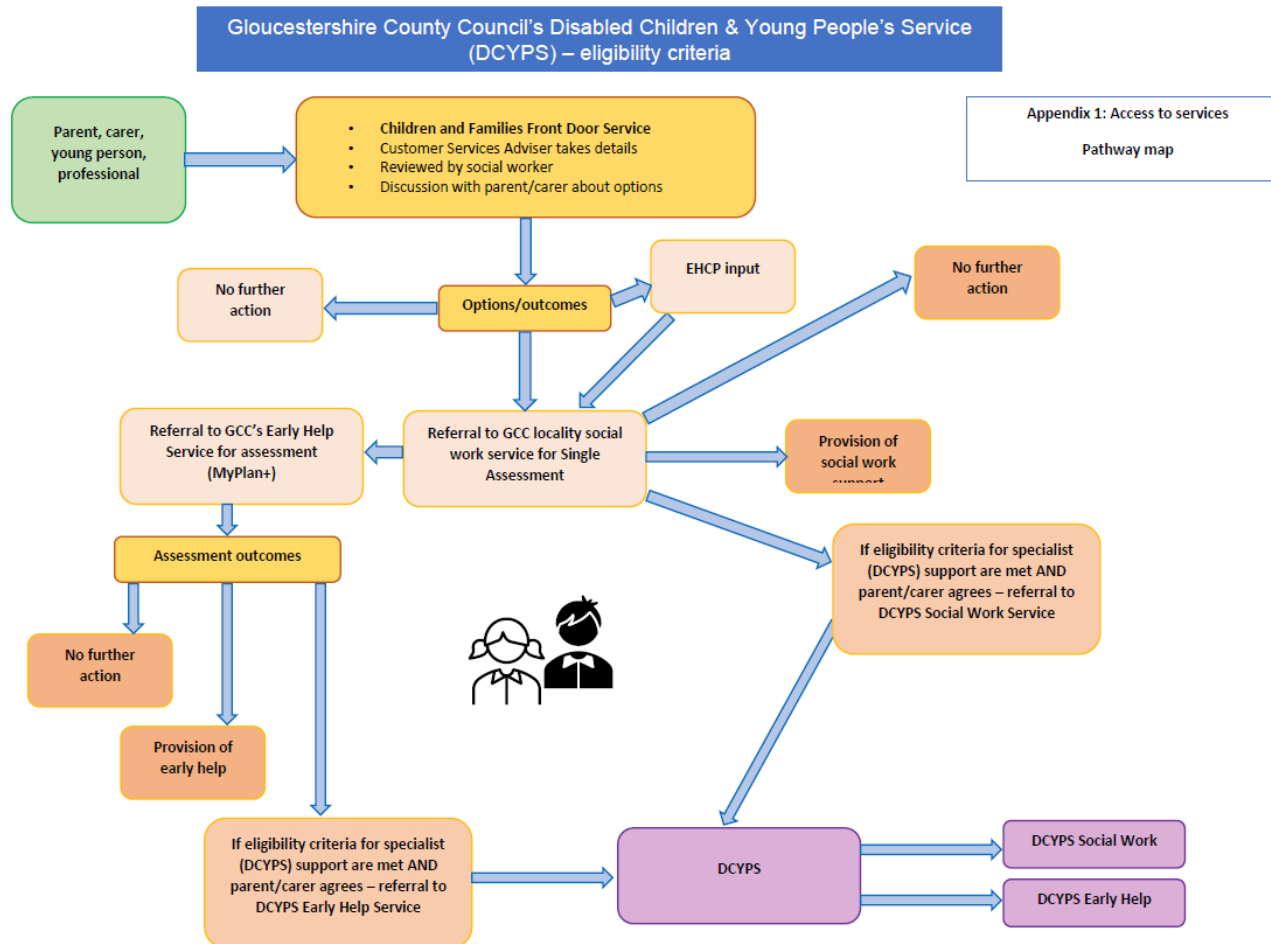 Gloucestershire County Council's Disabled Children & Young People's Service
(DCYPS) – eligibility criteria
Parent, carer,
young person,
professional
• Children and Families Front Door Service
• Customer Services Adviser takes details
• Reviewed by social worker
• Discussion with parent/carer about options
Appendix 1: Access to services
Pathway map
No further
action
Options/outcomes
EHCP input
No further
action
Referral to GCC's Early Help
Service for assessment
(MyPlan+)
Referral to GCC locality social
work service for Single
Assessment
Provision of
social work
support
Assessment outcomes
If eligibility criteria for specialist
(DCYPS) support are met AND
parent/carer agrees – referral to
DCYPS Social Work Service
No further
action
Provision of
early help
If eligibility criteria for specialist
(DCYPS) support are met AND
parent/carer agrees – referral to
DCYPS Early Help Service
DCYPS
DCYPS Social Work
DCYPS Early Help